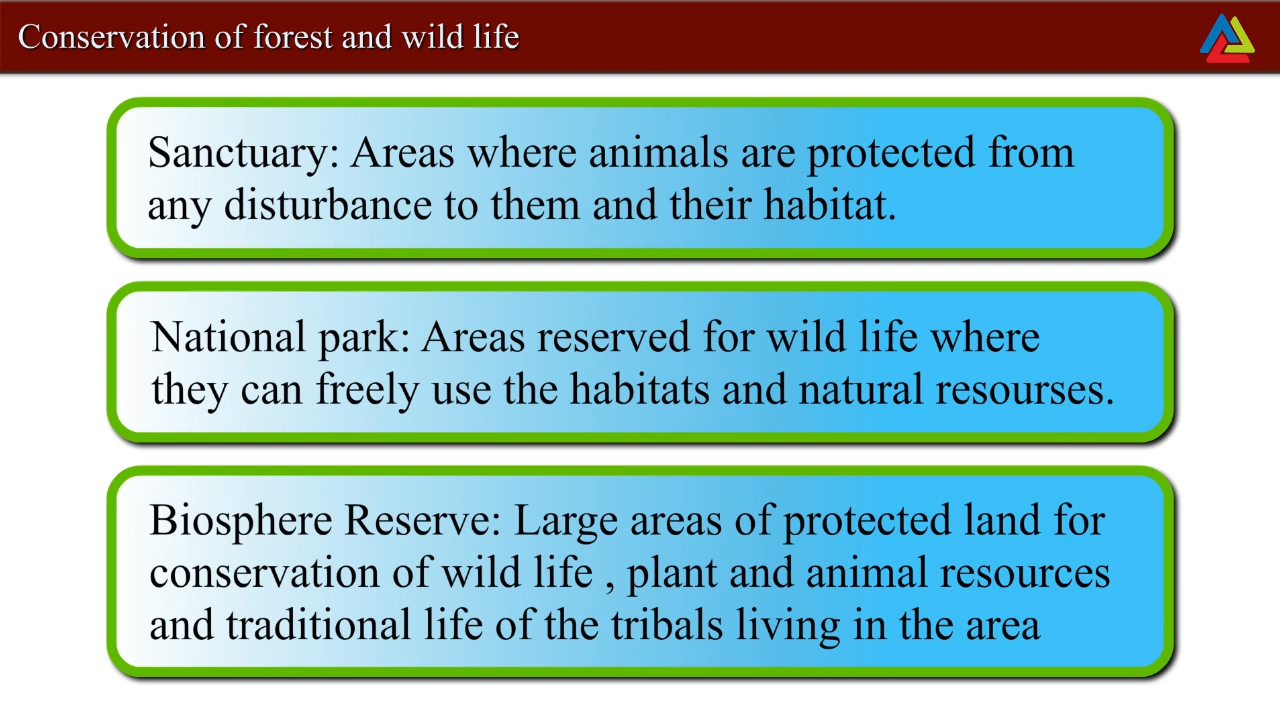 Conservation of forest and wild life
Sanctuary: Areas where animals are protected from
any disturbance to them and their habitat.
National park: Areas reserved for wild life where
they can freely use the habitats and natural resourses.
Biosphere Reserve: Large areas of protected land for
conservation of wild life , plant and animal resources
and traditional life of the tribals living in the area